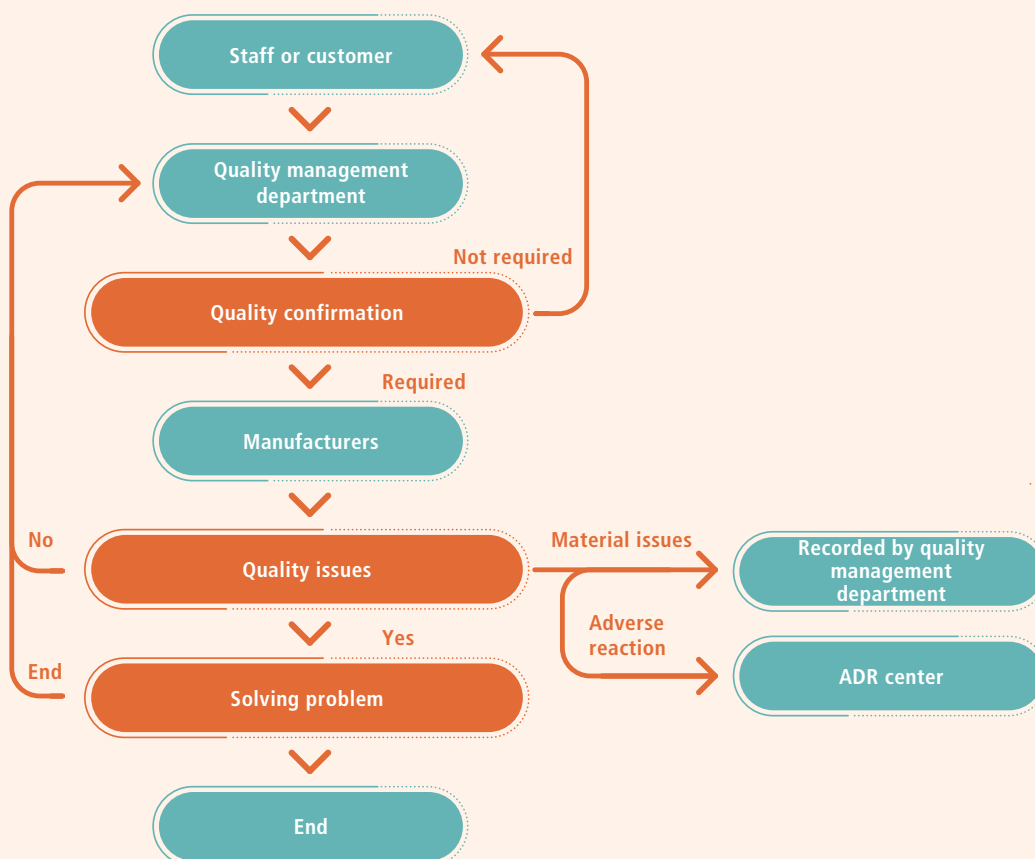 Staff or customer
Quality management
department
Not required
Quality confirmation
Required
Manufacturers
No
Quality issues
Material issues
Recorded by quality
management
department
Adverse
reaction
Yes
End
Solving problem
ADR center
End